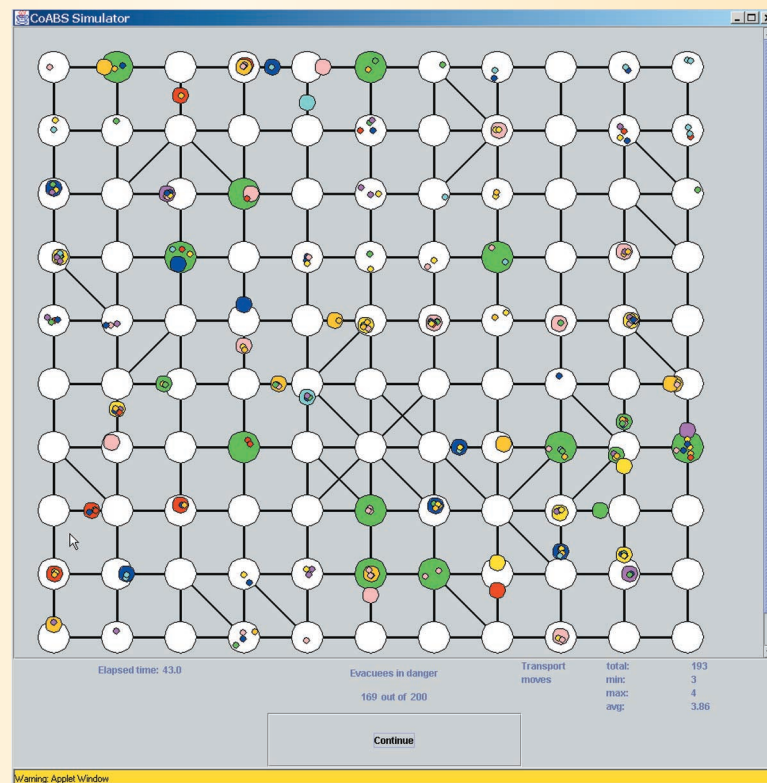 CoABS Simulator
Elapsed time: 43.0
Evacuees in danger
169 out of 200
Transport moves
total: 193
min: 3
max: 4
avg: 3.86
Continue
Warning: Applet Window